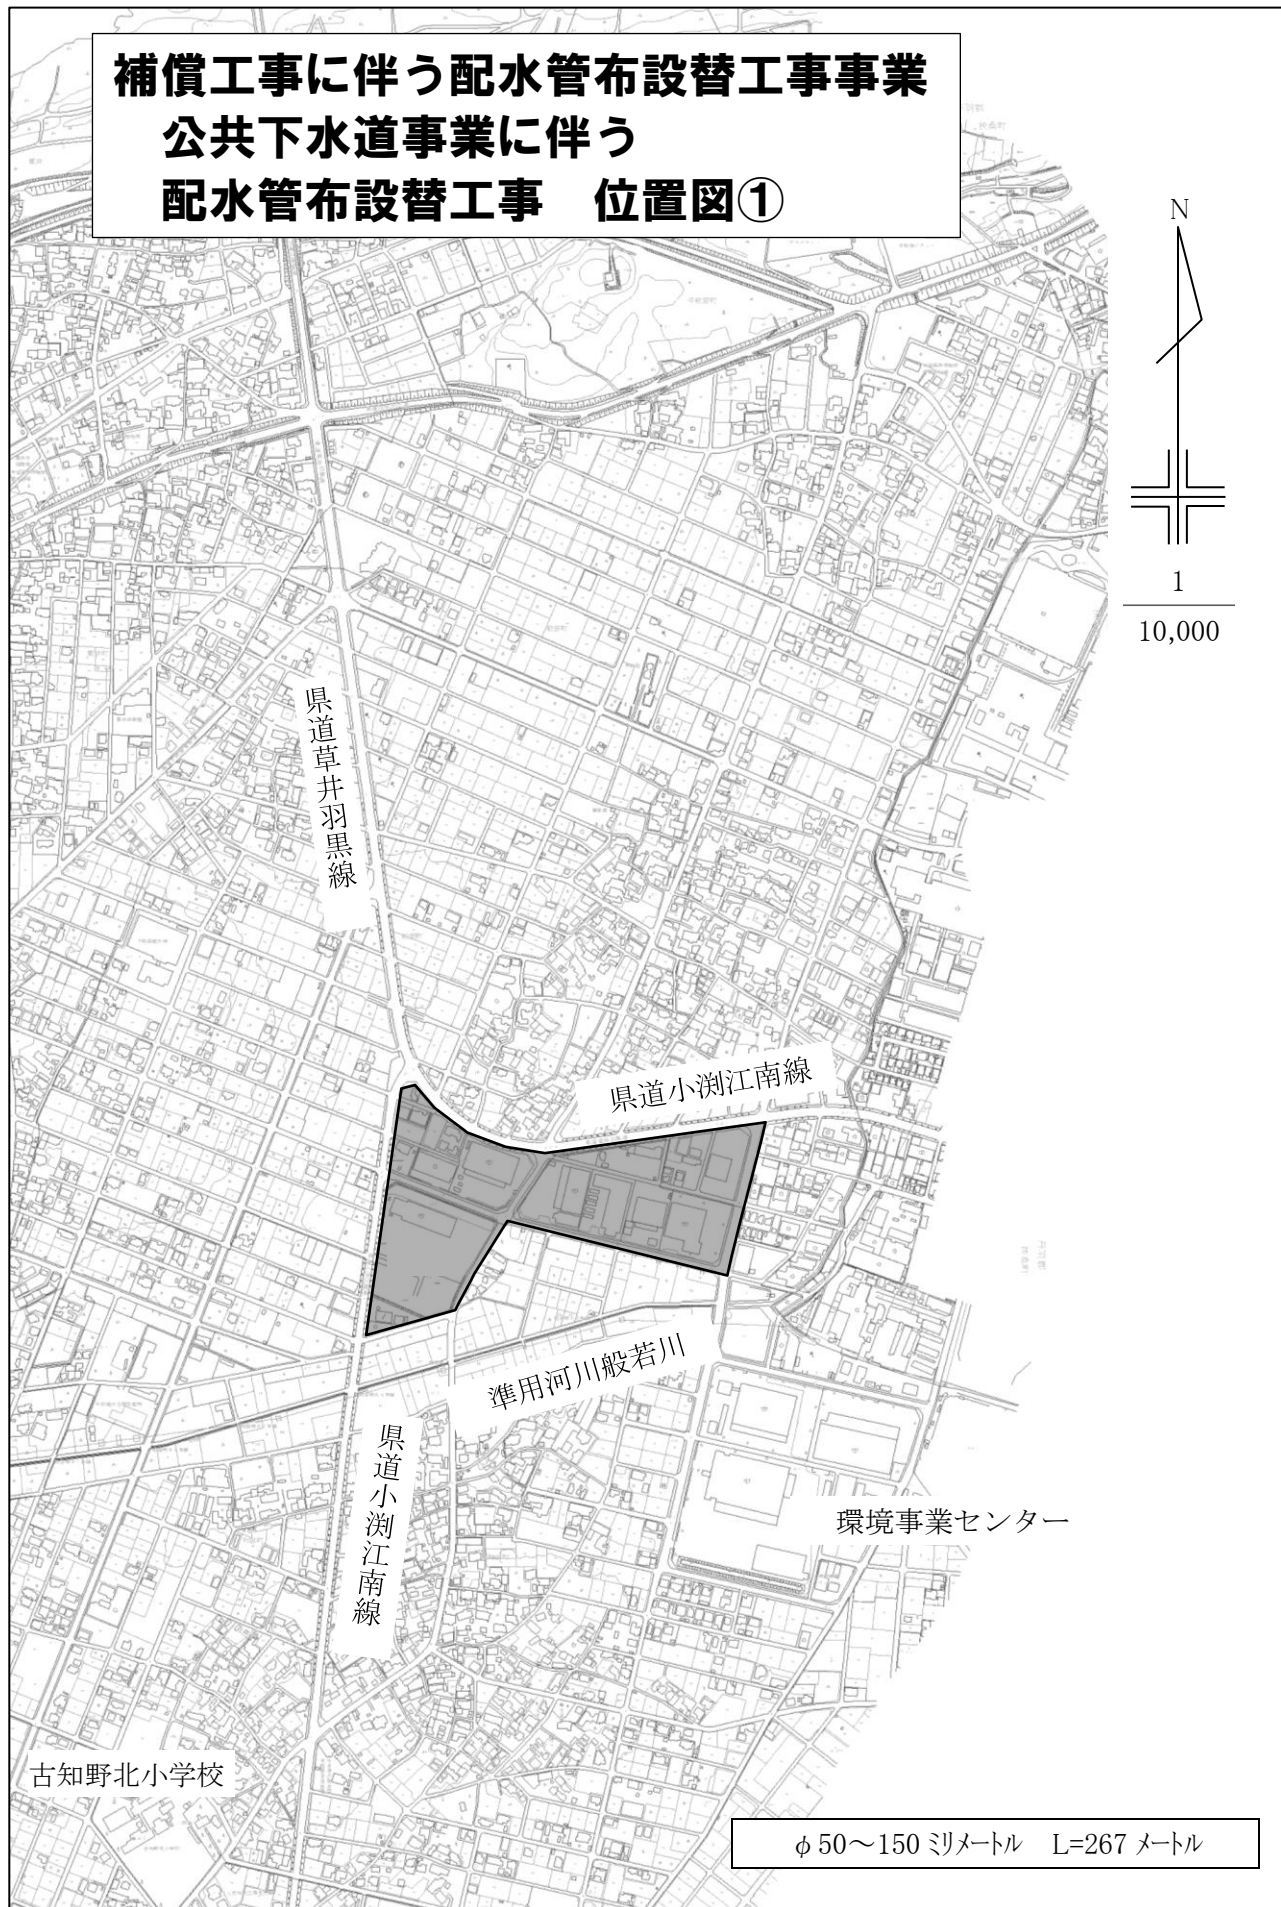 補償工事に伴う配水管布設替工事事業
公共下水道事業に伴う
配水管布設替工事　位置図①
N
1
10,000
県道草井羽黒線
県道小渕江南線
準用河川般若川
県道小渕江南線
環境事業センター
古知野北小学校
φ50～150ミリメートル　L=267メートル